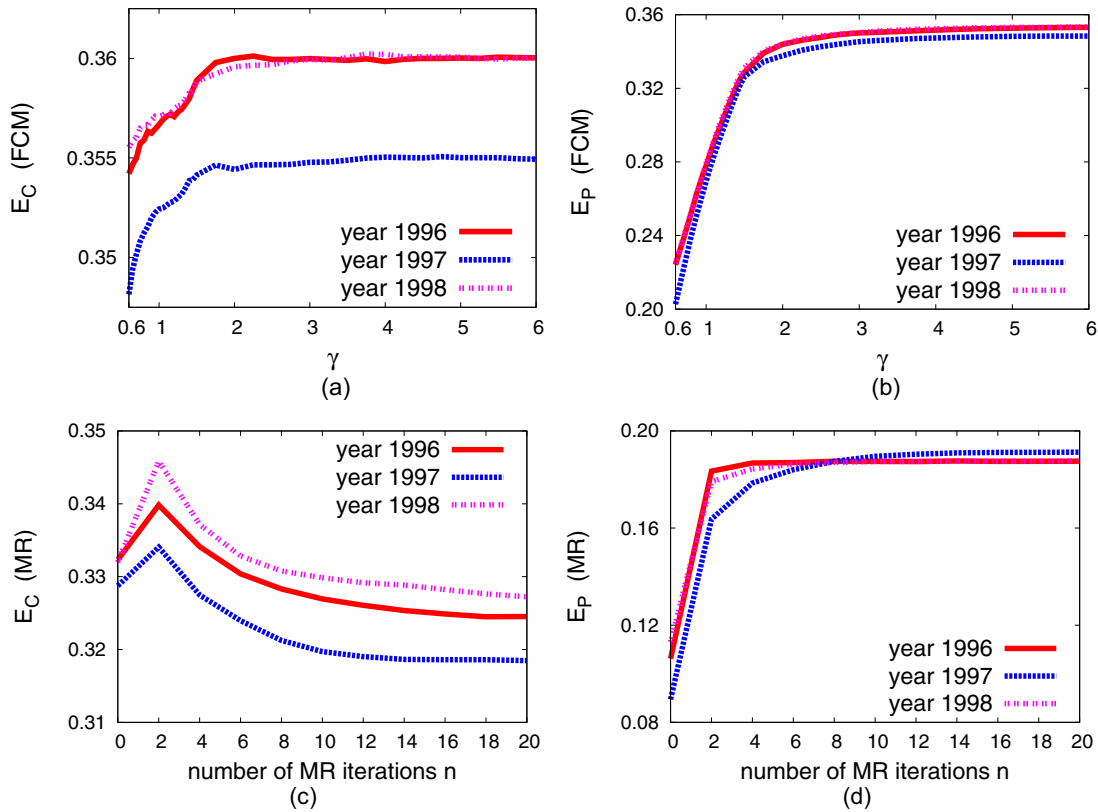 0.36
0.355
0.35
E_C (FCM)
year 1996
year 1997
year 1998
0.6 1 2 3 4 5 6
γ
(a)
0.36
0.32
0.28
0.24
0.20
E_P (FCM)
year 1996
year 1997
year 1998
0.6 1 2 3 4 5 6
γ
(b)
0.35
0.34
0.33
0.32
0.31
E_C (MR)
year 1996
year 1997
year 1998
0 2 4 6 8 10 12 14 16 18 20
number of MR iterations n
(c)
0.20
0.16
0.12
0.08
E_P (MR)
year 1996
year 1997
year 1998
0 2 4 6 8 10 12 14 16 18 20
number of MR iterations n
(d)